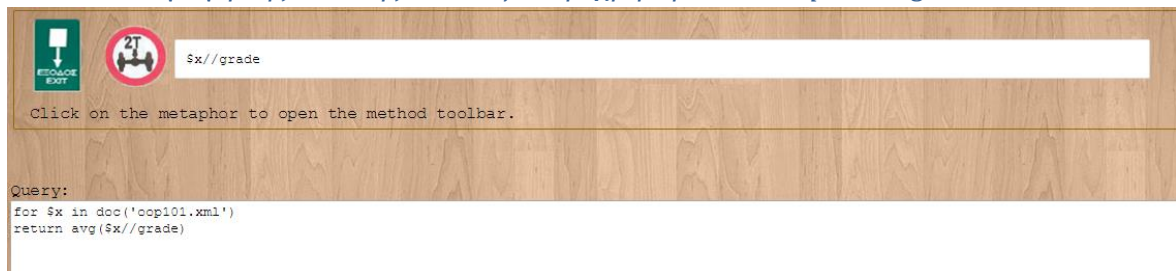 2T
$x//grade
ΕΞΟΔΟΣ
EXIT
Click on the metaphor to open the method toolbar.
Query:
for $x in doc('oop101.xml')
return avg($x//grade)